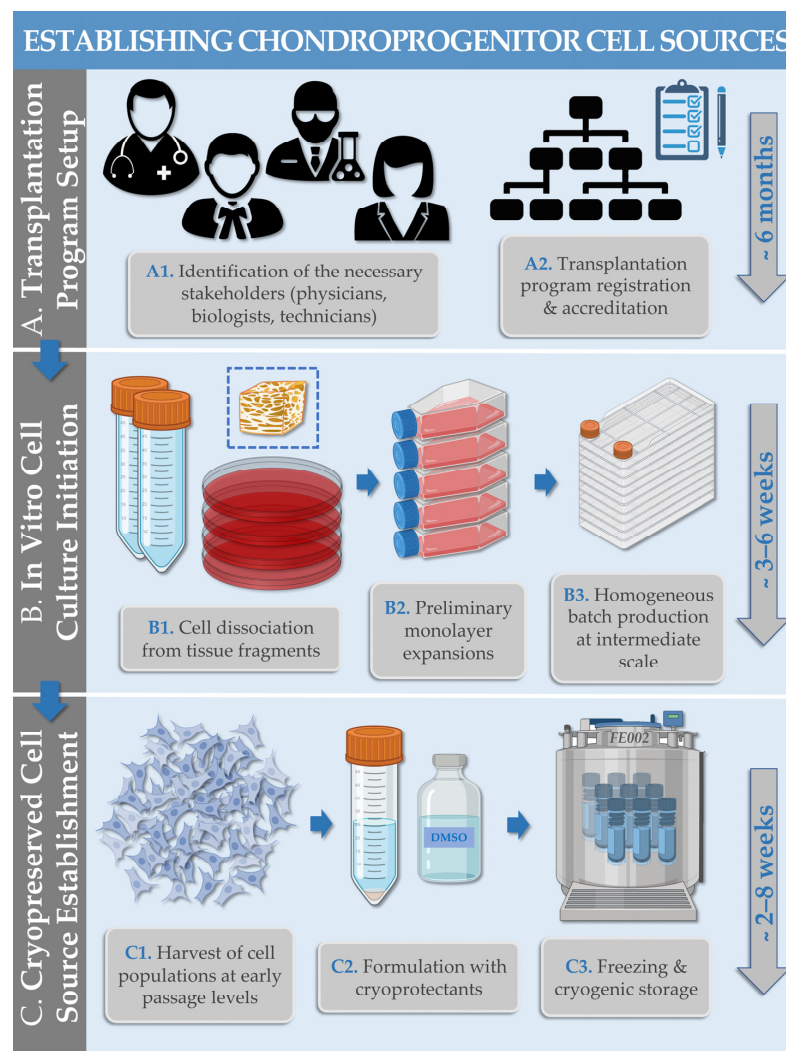 ESTABLISHING CHONDROPROGENITOR CELL SOURCES
A. Transplantation
Program Setup
A1. Identification of the necessary
stakeholders (physicians,
biologists, technicians)
A2. Transplantation
program registration
& accreditation
~ 6 months
B. In Vitro Cell
Culture Initiation
B1. Cell dissociation
from tissue fragments
B2. Preliminary
monolayer
expansions
B3. Homogeneous
batch production
at intermediate
scale
~ 3–6 weeks
C. Cryopreserved Cell
Source Establishment
DMSO
FE002
C1. Harvest of cell
populations at early
passage levels
C2. Formulation with
cryoprotectants
C3. Freezing &
cryogenic storage
~ 2–8 weeks